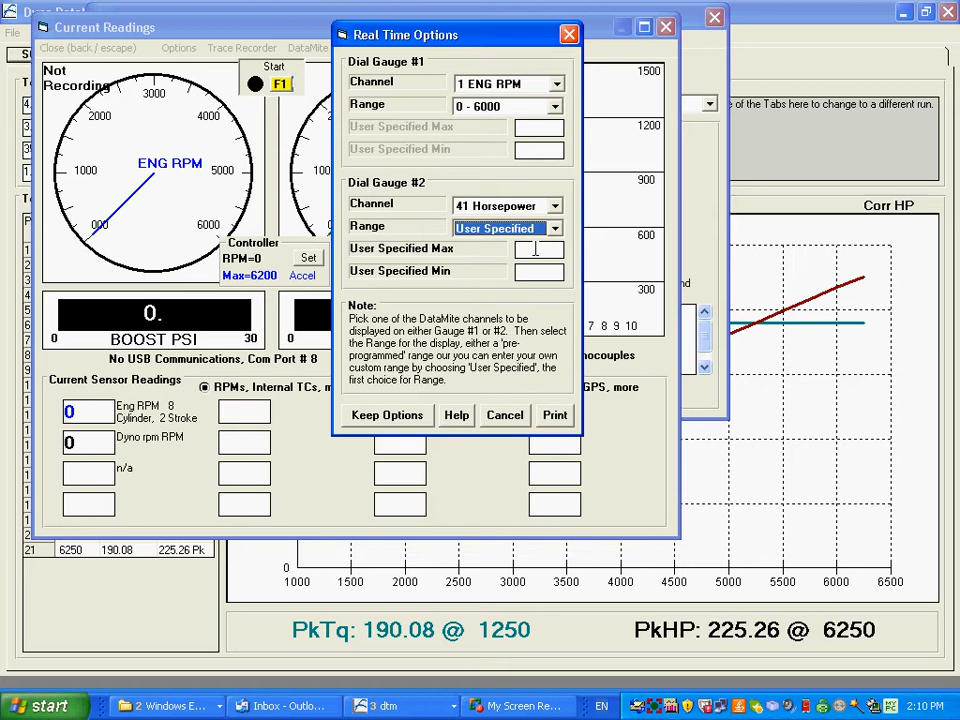 Current Readings
Close (back / escape) Options Trace Recorder DataMite
File
Not
Recording
Start
F1
3000
2000
4000
1000
5000
000
ENG RPM
Controller
RPM=0 Set
Max=6200 Accel
0.
0 BOOST PSI 30
0
No USB Communications, Com Port # 8
Current Sensor Readings
RPMs, Internal TCs,
GPS, more
0 Eng RPM 8
Cylinder, 2 Stroke
0 Dyno rpm RPM
n/a
Real Time Options
Dial Gauge #1
Channel 1 ENG RPM
Range 0 - 6000
User Specified Max
User Specified Min
Dial Gauge #2
Channel 41 Horsepower
Range User Specified
User Specified Max
User Specified Min
Note:
Pick one of the DataMite channels to be
displayed on either Gauge #1 or #2. Then select
the Range for the display, either a 'pre-
programmed' range our you can enter your own
custom range by choosing 'User Specified', the
first choice for Range.
Keep Options Help Cancel Print
1500
1200
900
600
300
7 8 9 10
nocouples
of the Tabs here to change to a different run.
nd
Corr HP
21 6250 190.08 225.26 Pk
0
1000 1500 2000 2500 3000 3500 4000 4500 5000 5500 6000 6500
PkTq: 190.08 @ 1250 PkHP: 225.26 @ 6250
start 2 Windows E... Inbox - Outlo... 3 dtm My Screen Re... EN 2:10 PM